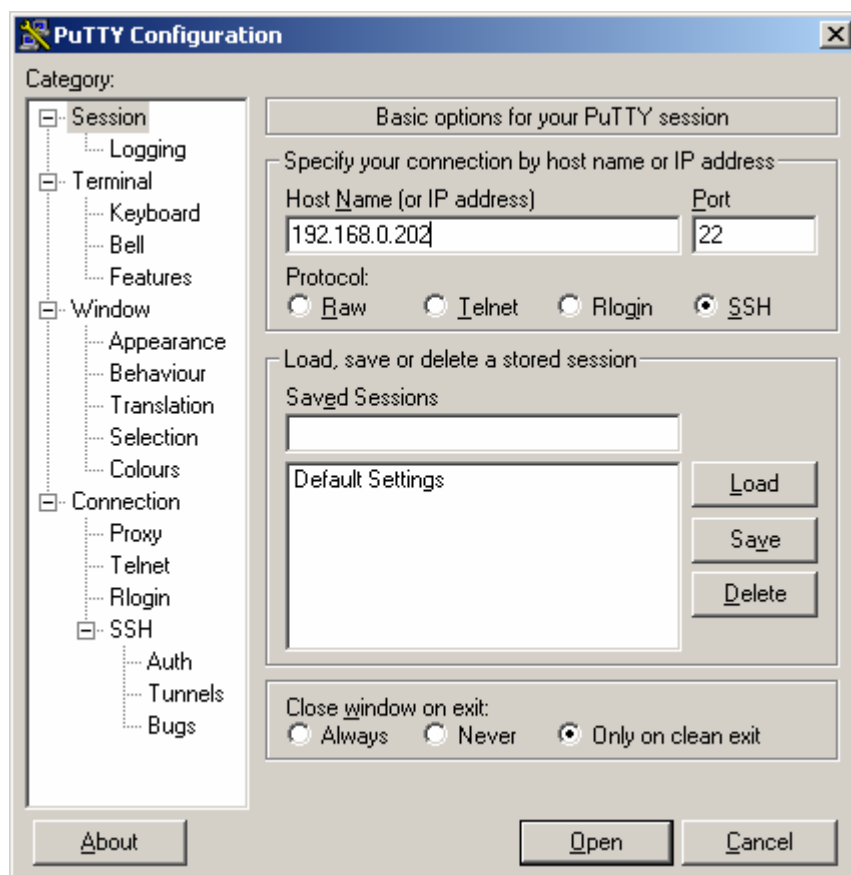 PuTTY Configuration
Category:
Session
Logging
Terminal
Keyboard
Bell
Features
Window
Appearance
Behaviour
Translation
Selection
Colours
Connection
Proxy
Telnet
Rlogin
SSH
Auth
Tunnels
Bugs
Basic options for your PuTTY session
Specify your connection by host name or IP address
Host Name (or IP address) Port
192.168.0.202 22
Protocol:
Raw Telnet Rlogin SSH
Load, save or delete a stored session
Saved Sessions
Default Settings
Load
Save
Delete
Close window on exit:
Always Never Only on clean exit
About Open Cancel